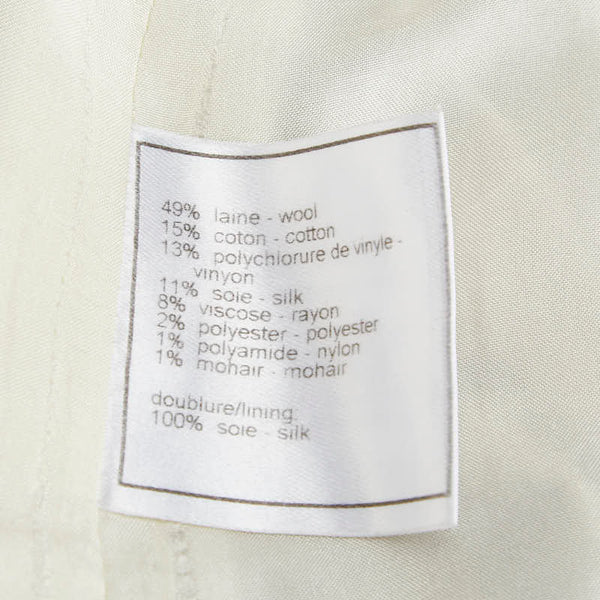 49% laine - wool
15% coton - cotton
13% polychlorure de vinyle -
vinyon
11% soie - silk
8% viscose - rayon
2% polyester - polyester
1% polyamide - nylon
1% mohair - mohair
doublure/lining:
100% soie - silk